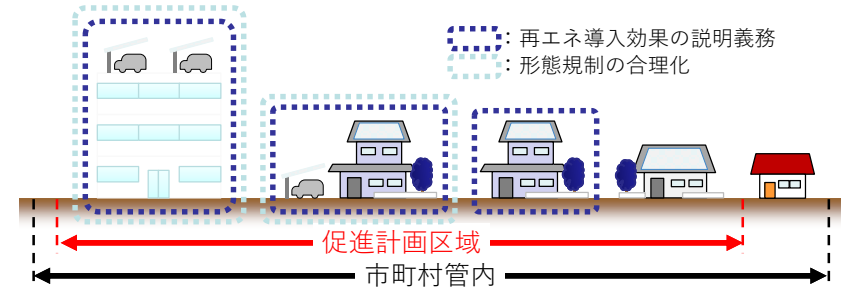 ：再エネ導入効果の説明義務
：形態規制の合理化
促進計画区域
市町村管内